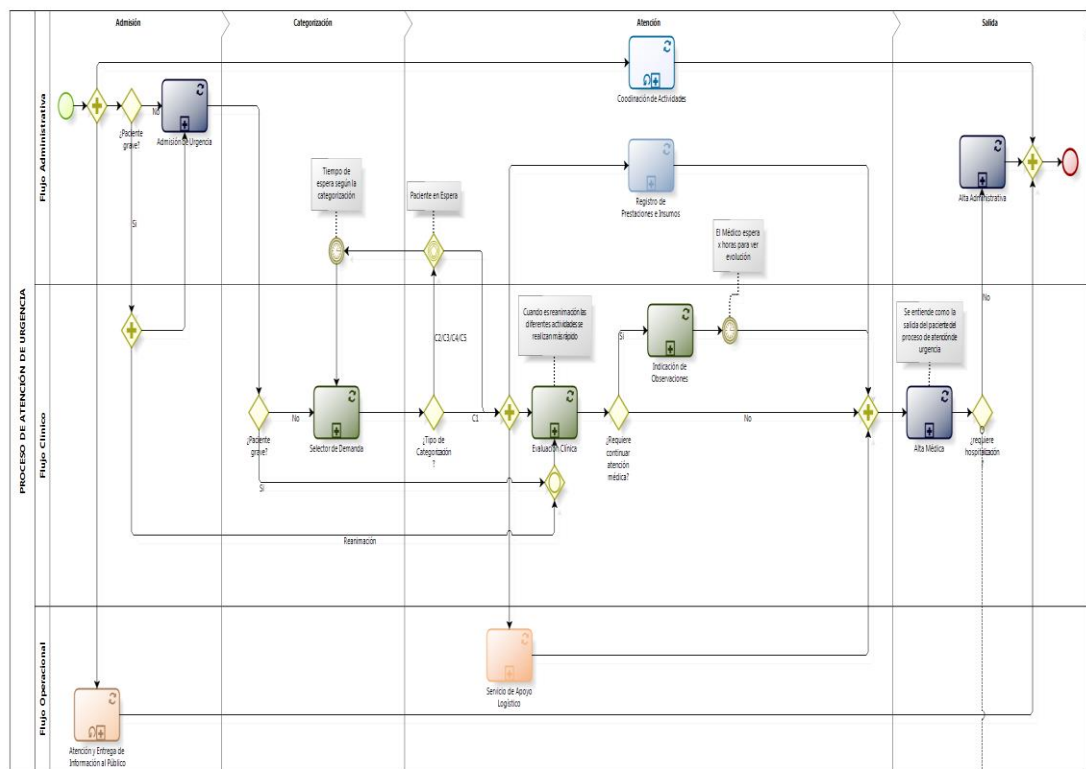 Admisión
Categorización
Atención
Salida
PROCESO DE ATENCIÓN DE URGENCIA
Flujo Administrativa
¿Paciente
grave?
No
Admisión de Urgencia
Si
Tiempo de
espera según la
categorización
Paciente en Espera
Coodinación de Actividades
Registro de
Prestaciones e Insumos
El Médico espera
x horas para ver
evolución
Alta Administrativa
No
Flujo Clínico
¿Paciente
grave?
No
Si
Selector de Demanda
C2/C3/C4/C5
¿Tipo de
Categorización
?
C1
Cuando es reanimación las
diferentes actividades se
realizan más rápido
Evaluación Clínica
Si
Indicación de
Observaciones
¿Requiere
continuar
atención
médica?
No
Se entiende como la
salida del paciente del
proceso de atención de
urgencia
Alta Médica
¿requiere
hospitalización
?
Reanimación
Flujo Operacional
Servicio de Apoyo
Logístico
Atención y Entrega de
Información al Público